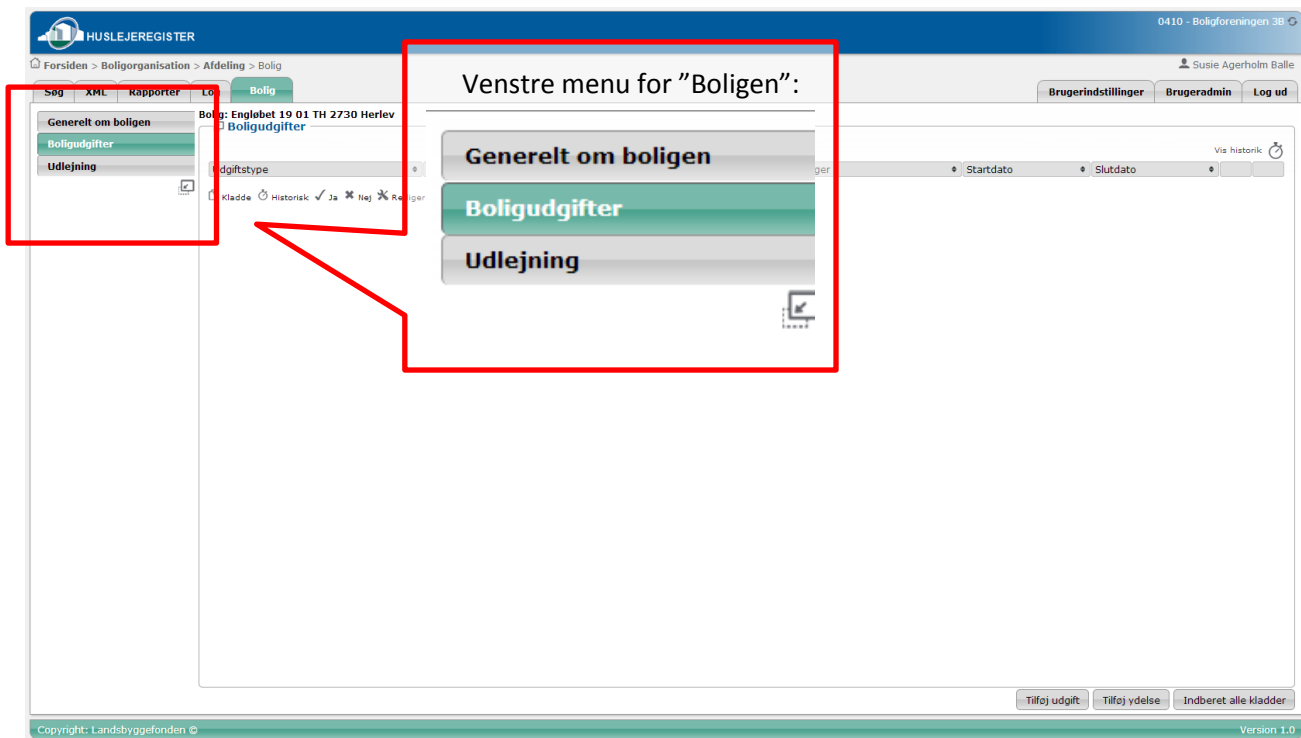 HUSLEJEREGISTER
0410 - Boligforeningen 3B
Forsiden > Boligorganisation > Afdeling > Bolig
Susie Agerholm Balle
Søg XML Rapporter Bolig
Brugerindstillinger Brugeradmin Log ud
Venstre menu for ”Boligen”:
Generelt om boligen
Boligudgifter
Udlejning
Bolig: Engløbet 19 01 TH 2730 Herlev
Boligudgifter
Vis historik
Udgiftstype Startdato Slutdato
Kladde Historisk Ja Nej Rediger
Generelt om boligen
Boligudgifter
Udlejning
Tilføj udgift Tilføj ydelse Indberet alle kladder
Copyright: Landsbyggefonden ©
Version 1.0